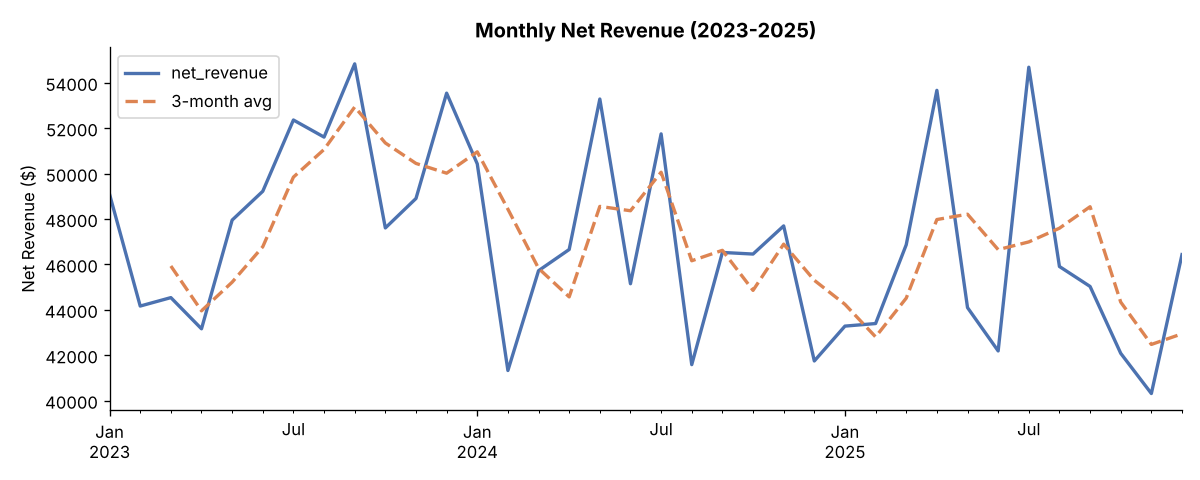 Monthly Net Revenue (2023-2025)
net_revenue
3-month avg
Net Revenue ($)
54000
52000
50000
48000
46000
44000
42000
40000
Jan
2023
Jul
Jan
2024
Jul
Jan
2025
Jul